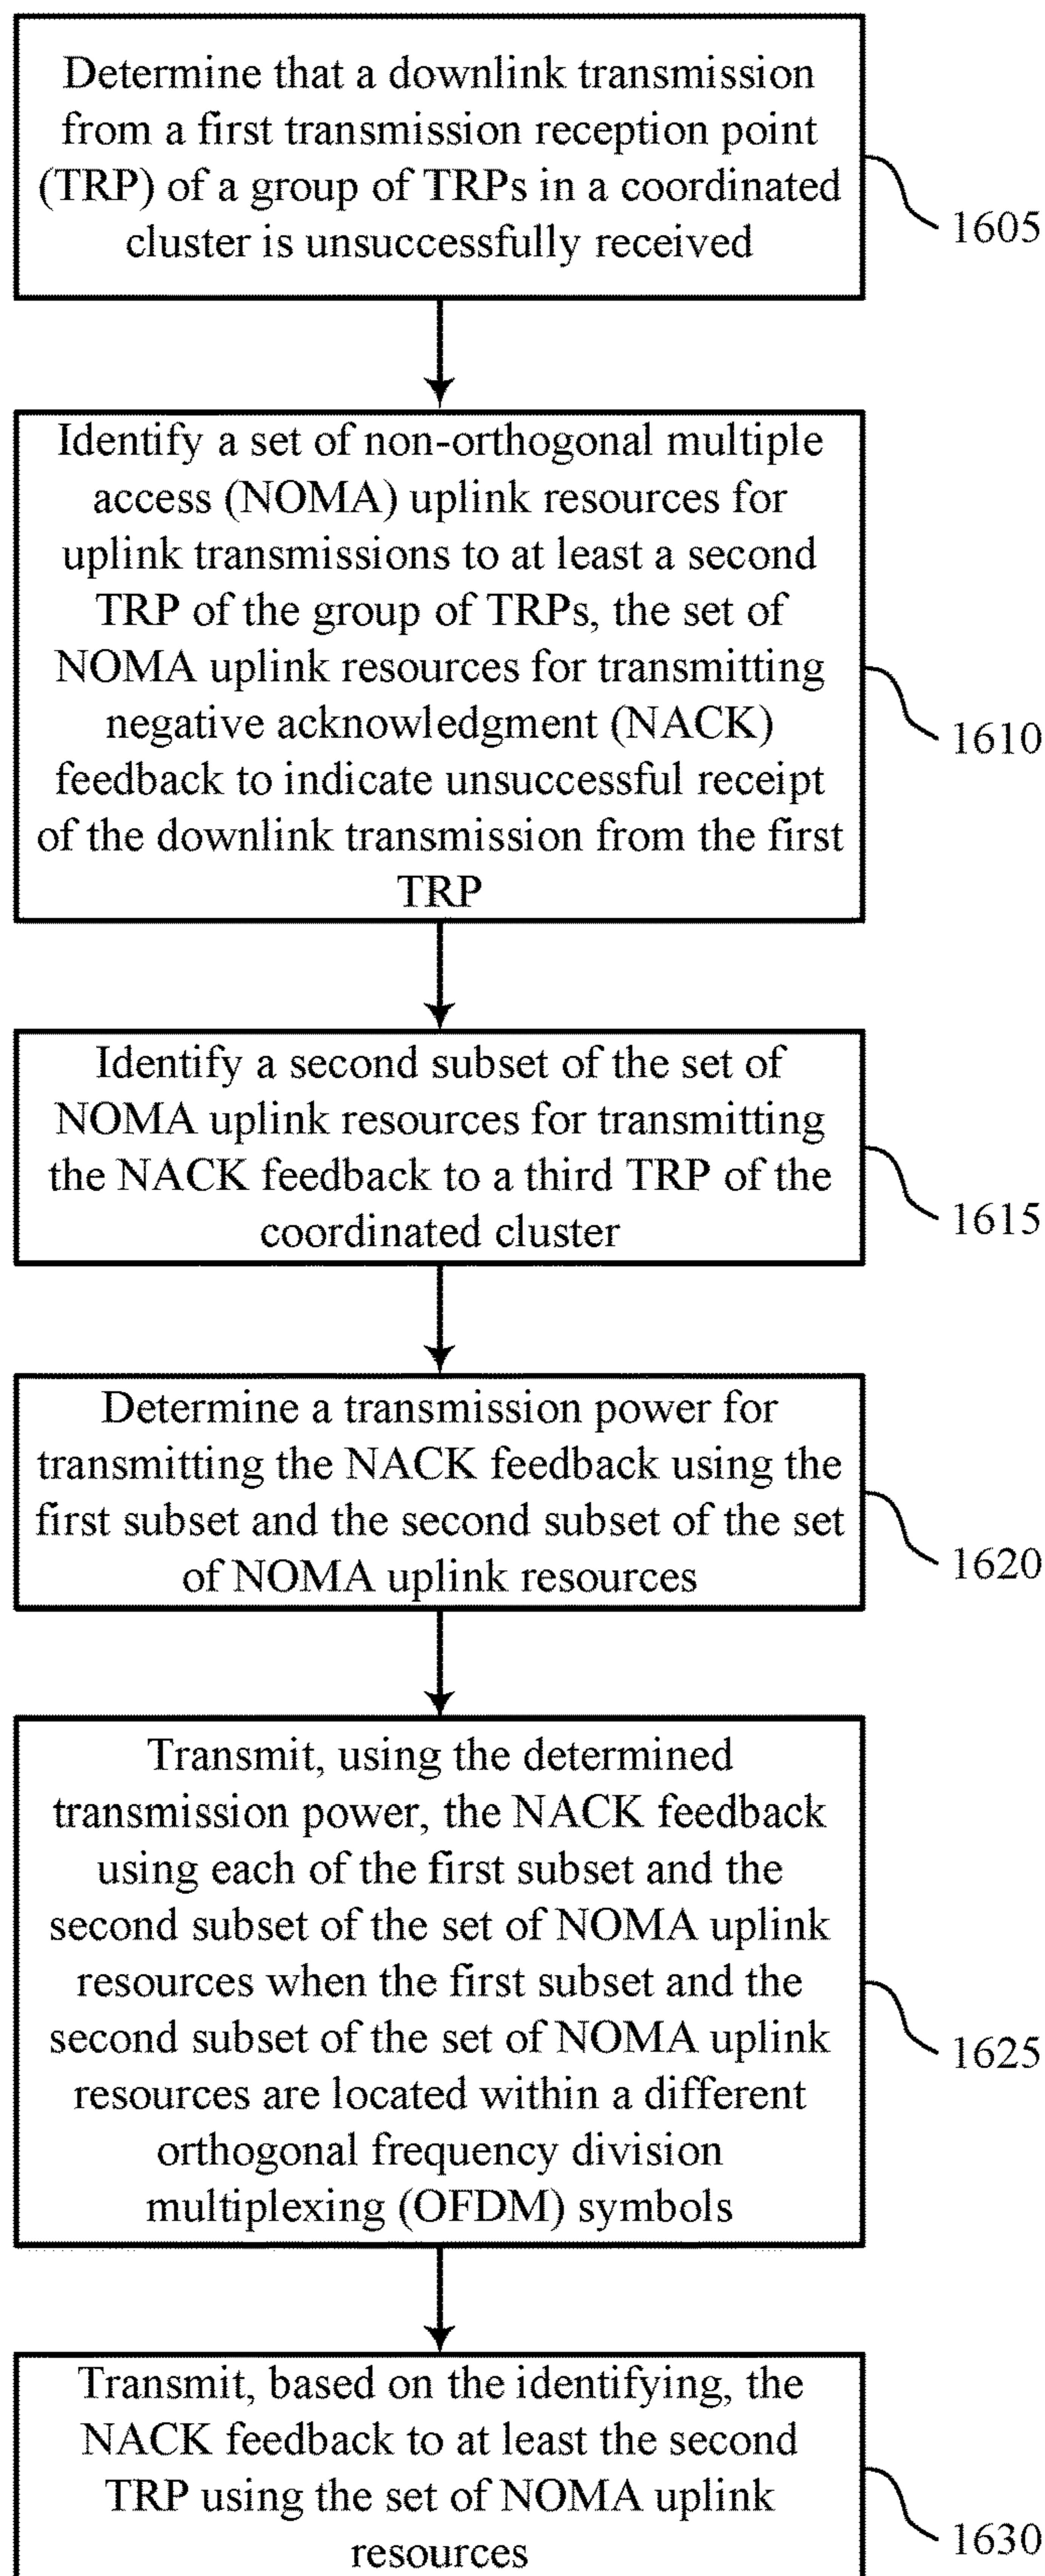 Determine that a downlink transmission
from a first transmission reception point
(TRP) of a group of TRPs in a coordinated
cluster is unsuccessfully received
1605
Identify a set of non-orthogonal multiple
access (NOMA) uplink resources for
uplink transmissions to at least a second
TRP of the group of TRPs, the set of
NOMA uplink resources for transmitting
negative acknowledgment (NACK)
feedback to indicate unsuccessful receipt
of the downlink transmission from the first
TRP
1610
Identify a second subset of the set of
NOMA uplink resources for transmitting
the NACK feedback to a third TRP of the
coordinated cluster
1615
Determine a transmission power for
transmitting the NACK feedback using the
first subset and the second subset of the set
of NOMA uplink resources
1620
Transmit, using the determined
transmission power, the NACK feedback
using each of the first subset and the
second subset of the set of NOMA uplink
resources when the first subset and the
second subset of the set of NOMA uplink
resources are located within a different
orthogonal frequency division
multiplexing (OFDM) symbols
1625
Transmit, based on the identifying, the
NACK feedback to at least the second
TRP using the set of NOMA uplink
resources
1630